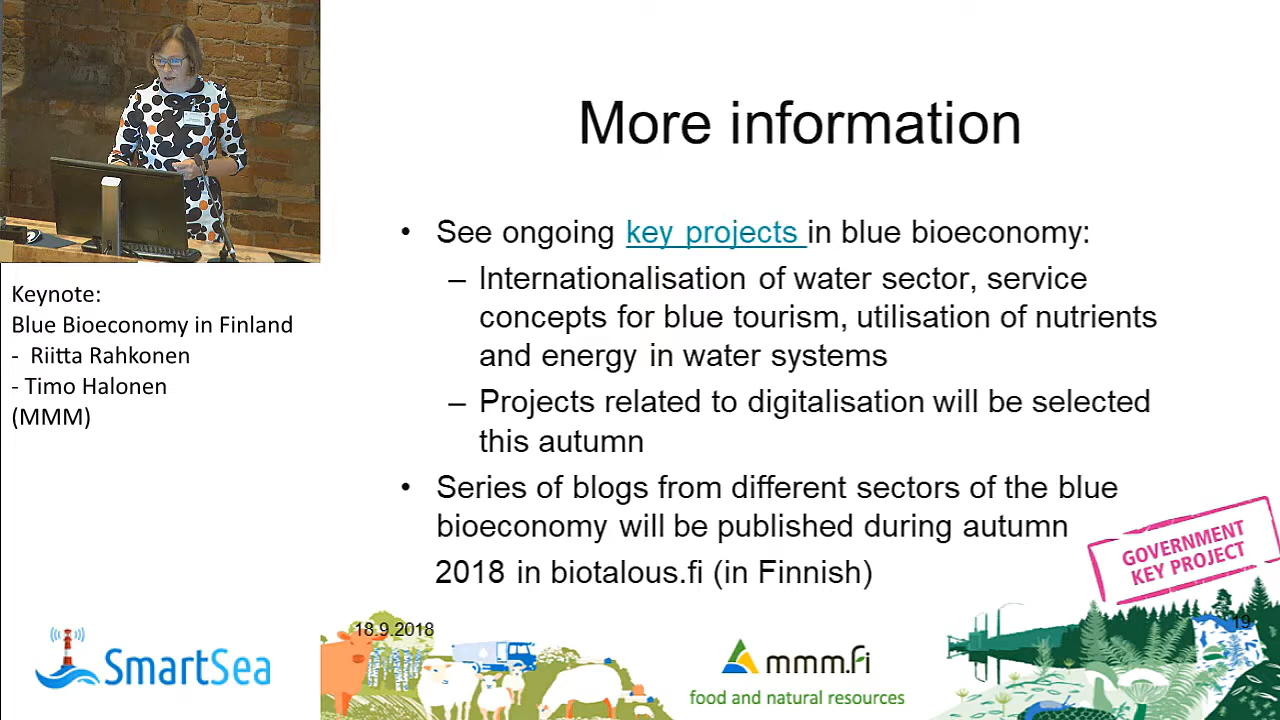 Keynote:
Blue Bioeconomy in Finland
- Riitta Rahkonen
- Timo Halonen
(MMM)
More information
• See ongoing key projects in blue bioeconomy:
– Internationalisation of water sector, service
concepts for blue tourism, utilisation of nutrients
and energy in water systems
– Projects related to digitalisation will be selected
this autumn
• Series of blogs from different sectors of the blue
bioeconomy will be published during autumn
2018 in biotalous.fi (in Finnish)
GOVERNMENT
KEY PROJECT
18.9.2018
19
SmartSea
mmm.fi
food and natural resources